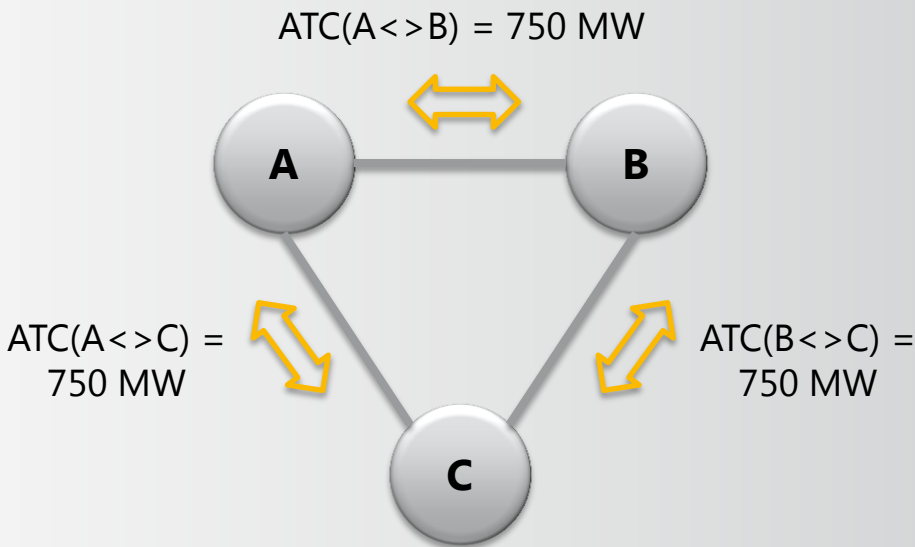 ATC(A<>B) = 750 MW
A
B
ATC(A<>C) =
750 MW
ATC(B<>C) =
750 MW
C